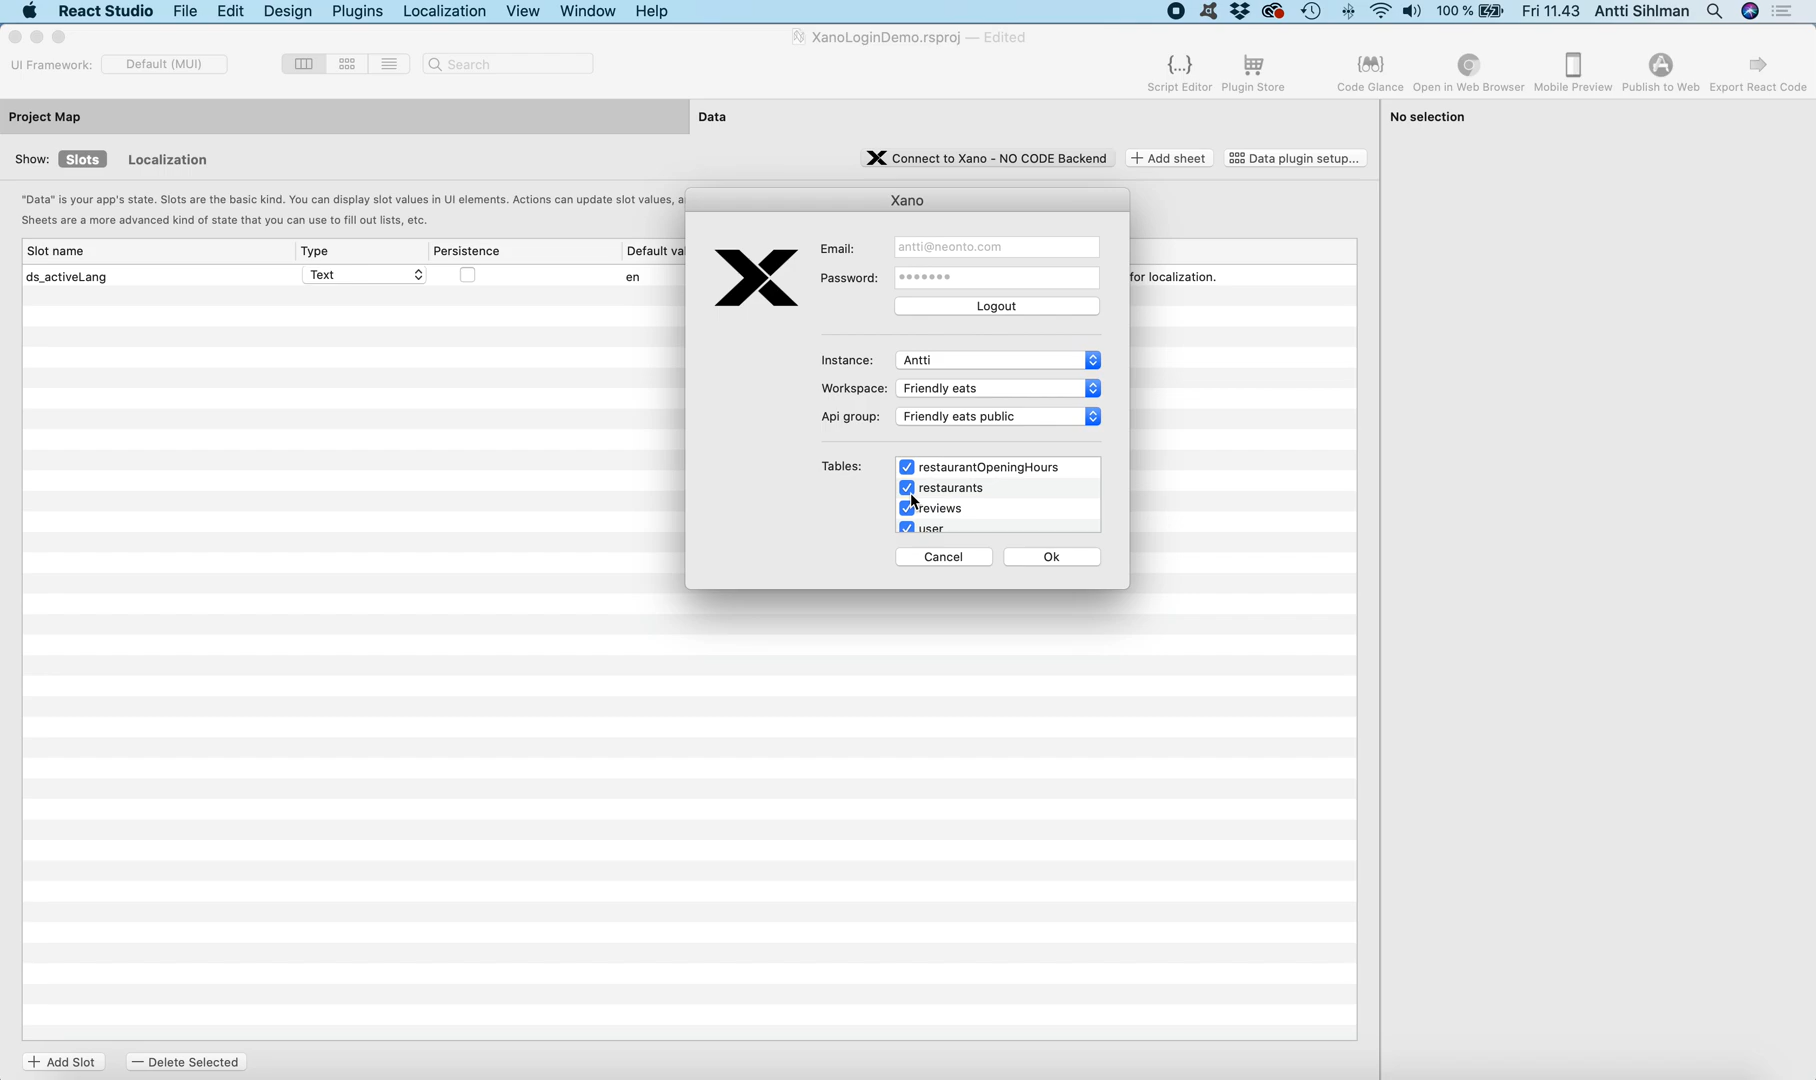 React Studio File Edit Design Plugins Localization View Window Help 100 % Fri 11.43 Antti Sihlman
XanoLoginDemo.rsproj — Edited
UI Framework: Default (MUI) Search
{...} Script Editor Plugin Store Code Glance Open in Web Browser Mobile Preview Publish to Web Export React Code
Project Map Data No selection
Show: Slots Localization Connect to Xano - NO CODE Backend + Add sheet Data plugin setup...
"Data" is your app's state. Slots are the basic kind. You can display slot values in UI elements. Actions can update slot values, a
Sheets are a more advanced kind of state that you can use to fill out lists, etc.
Slot name Type Persistence Default val
ds_activeLang Text en for localization.
Xano
Email: antti@neonto.com
Password: •••••••
Logout
Instance: Antti
Workspace: Friendly eats
Api group: Friendly eats public
Tables: restaurantOpeningHours
restaurants
reviews
user
Cancel Ok
+ Add Slot — Delete Selected